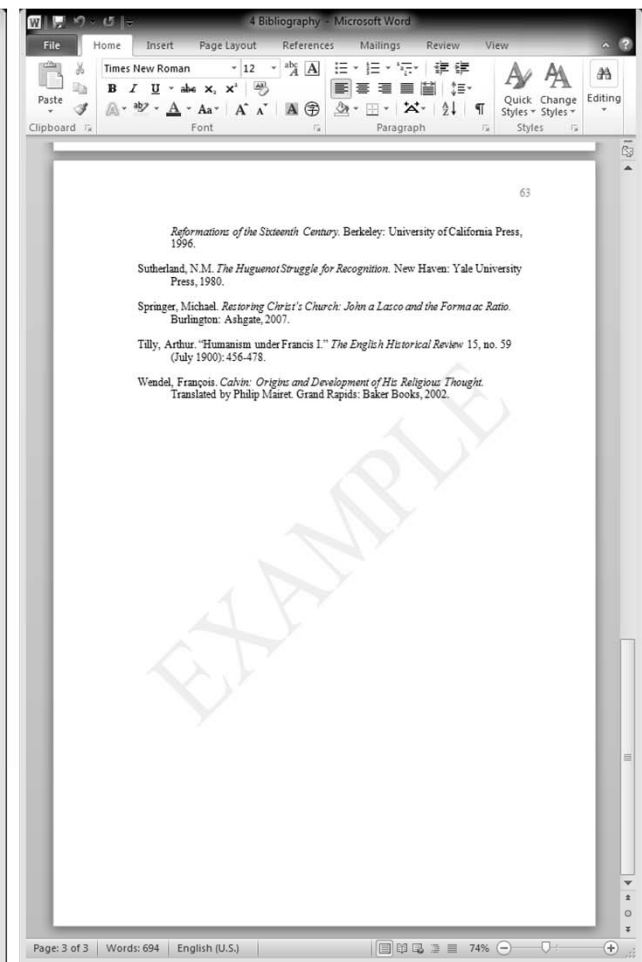 4 Bibliography - Microsoft Word
File Home Insert Page Layout References Mailings Review View
Times New Roman 12
Paste
B I U abe x, x²
Aa A A A
Quick Styles Change Styles Editing
Clipboard Font Paragraph Styles
63
Reformations of the Sixteenth Century. Berkeley: University of California Press,
1996.
Sutherland, N.M. The Huguenot Struggle for Recognition. New Haven: Yale University
Press, 1980.
Springer, Michael. Restoring Christ's Church: John a Lasco and the Forma ac Ratio.
Burlington: Ashgate, 2007.
Tilly, Arthur. "Humanism under Francis I." The English Historical Review 15, no. 59
(July 1900): 456-478.
Wendel, François. Calvin: Origins and Development of His Religious Thought.
Translated by Philip Mairet. Grand Rapids: Baker Books, 2002.
EXAMPLE
Page: 3 of 3 Words: 694 English (U.S.) 74%